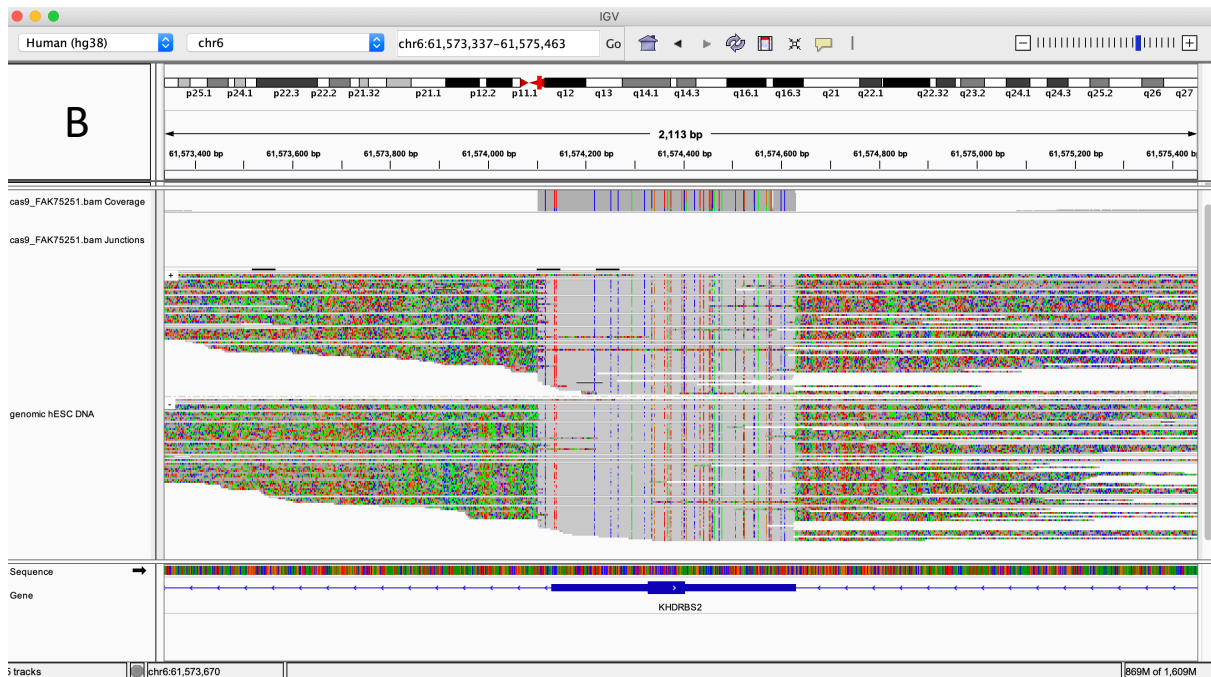 IGV
Human (hg38) chr6 chr6:61,573,337-61,575,463 Go
B
p25.1 p24.1 p22.3 p22.2 p21.32 p21.1 p12.2 p11.1 q12 q13 q14.1 q14.3 q16.1 q16.3 q21 q22.1 q22.32 q23.2 q24.1 q24.3 q25.2 q26 q27
2,113 bp
61,573,400 bp 61,573,600 bp 61,573,800 bp 61,574,000 bp 61,574,200 bp 61,574,400 bp 61,574,600 bp 61,574,800 bp 61,575,000 bp 61,575,200 bp 61,575,400 b
cas9_FAK75251.bam Coverage
cas9_FAK75251.bam Junctions
+
-
genomic hESC DNA
Sequence
Gene
KHDRBS2
tracks chr6:61,573,670 869M of 1,609M